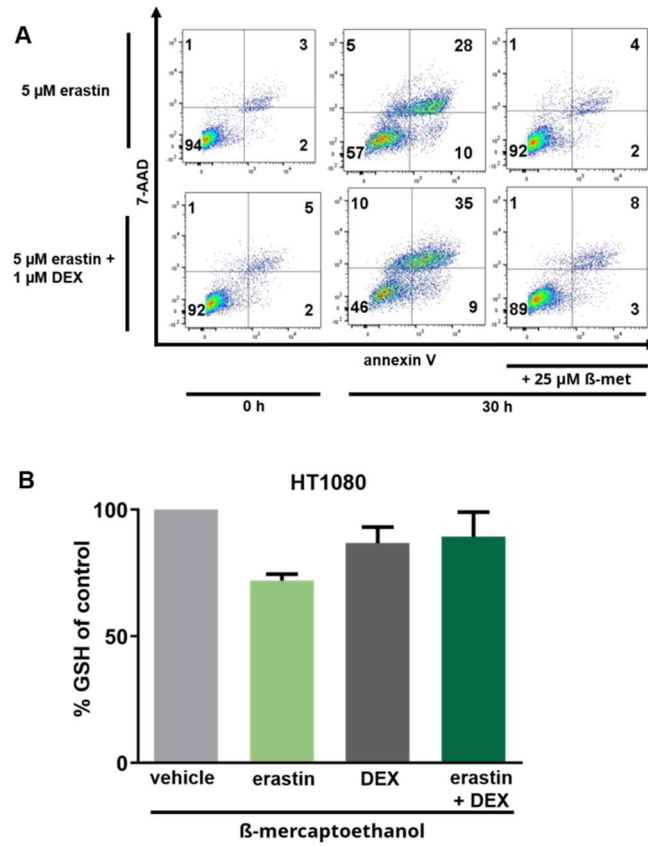 A
5 µM erastin
1 3
94 2
5 28
57 10
1 4
92 2
5 µM erastin +
1 µM DEX
1 5
92 2
10 35
46 9
1 8
89 3
7-AAD
annexin V
+ 25 µM ß-met
0 h
30 h
B
HT1080
% GSH of control
100
50
0
vehicle
erastin
DEX
erastin
+ DEX
ß-mercaptoethanol